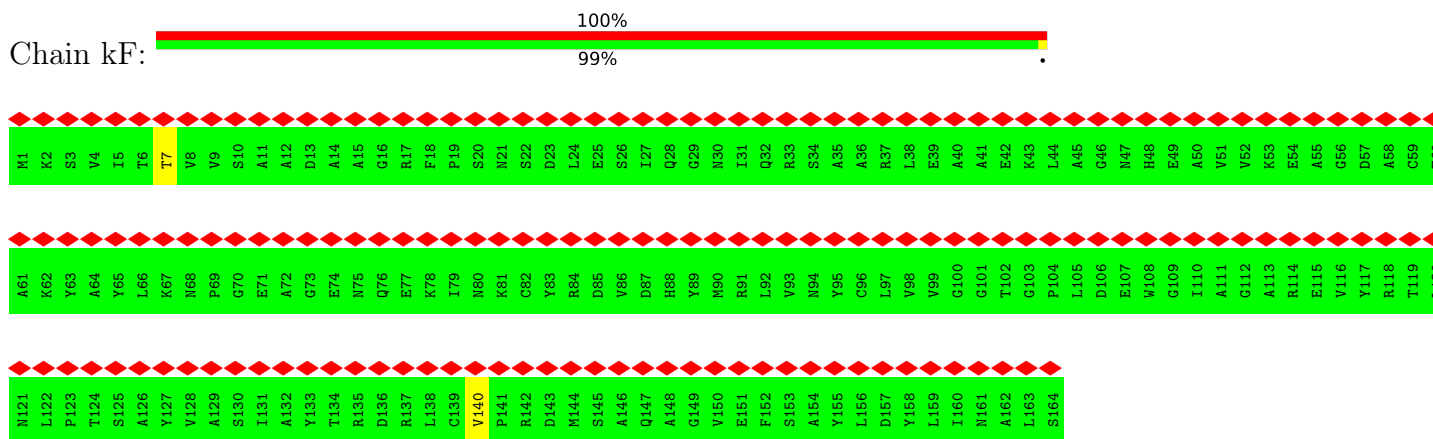 100%
Chain kF:
99% .
M1 K2 S3 V4 I5 T6 T7 V8 V9 S10 A11 A12 D13 A14 A15 G16 R17 F18 P19 S20 N21 S22 D23 L24 E25 S26 I27 Q28 G29 N30 I31 Q32 R33 S34 A35 A36 R37 L38 E39 A40 A41 E42 K43 L44 A45 G46 N47 H48 E49 A50 V51 V52 K53 E54 A55 G56 D57 A58 C59
A61 K62 Y63 A64 Y65 L66 K67 N68 P69 G70 E71 A72 G73 E74 N75 Q76 E77 K78 I79 N80 K81 C82 Y83 R84 D85 V86 D87 H88 Y89 M90 R91 L92 V93 N94 Y95 C96 L97 V98 V99 G100 G101 T102 G103 P104 L105 D106 E107 W108 G109 I110 A111 G112 A113 R114 E115 V116 Y117 R118 T119
N121 L122 P123 T124 S125 A126 Y127 V128 A129 S130 I131 A132 Y133 T134 R135 D136 R137 L138 C139 V140 P141 R142 D143 M144 S145 A146 Q147 A148 G149 V150 E151 F152 S153 A154 Y155 L156 D157 Y158 L159 I160 N161 A162 L163 S164